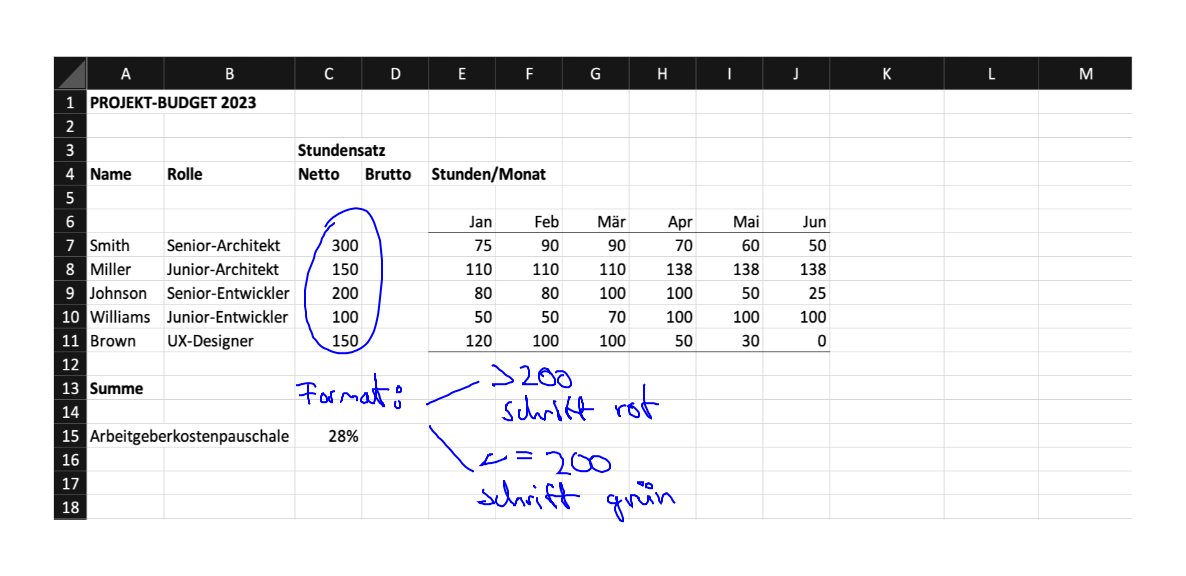 A B C D E F G H I J K L M
1 PROJEKT-BUDGET 2023
2
3 Stundensatz
4 Name Rolle Netto Brutto Stunden/Monat
5
6 Jan Feb Mär Apr Mai Jun
7 Smith Senior-Architekt 300 75 90 90 70 60 50
8 Miller Junior-Architekt 150 110 110 110 138 138 138
9 Johnson Senior-Entwickler 200 80 80 100 100 50 25
10 Williams Junior-Entwickler 100 50 50 70 100 100 100
11 Brown UX-Designer 150 120 100 100 50 30 0
12
13 Summe
14
15 Arbeitgeberkostenpauschale 28%
16
17
18
Format:
>200
schrift rot
<= 200
schrift grün